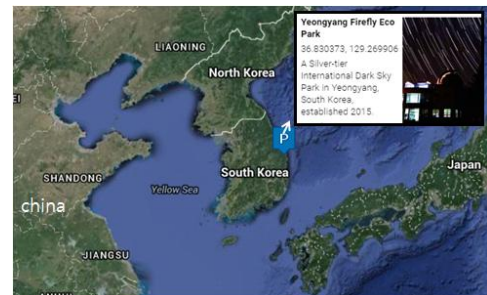 Yeongyang Firefly Eco
Park
36.830373, 129.269906
A Silver-tier
International Dark Sky
Park in Yeongyang,
South Korea,
established 2015.
LIAONING
North Korea
P
South Korea
Japan
SHANDONG
Yellow Sea
china
JIANGSU